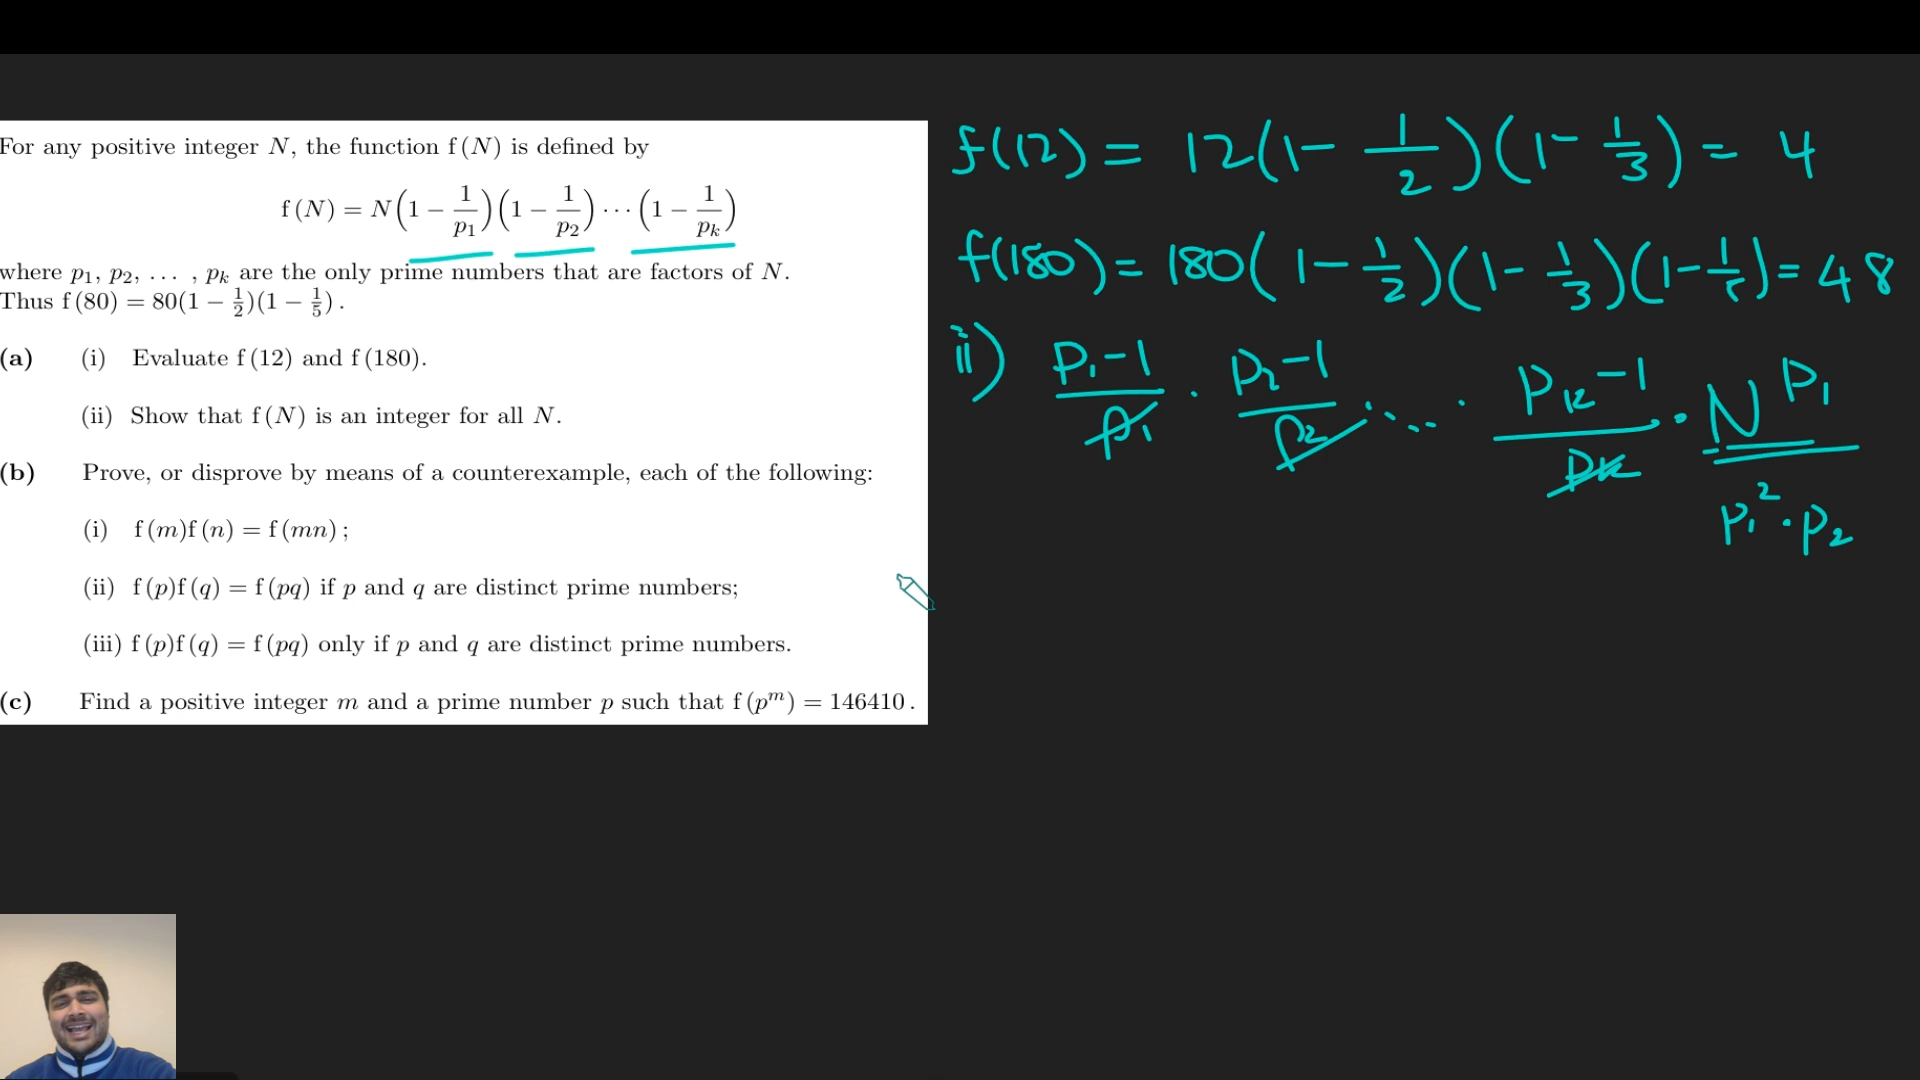 For any positive integer N, the function f (N) is defined by
f (N) = N(1 − 1/p₁)(1 − 1/p₂) ··· (1 − 1/pₖ)
where p₁, p₂, ... , pₖ are the only prime numbers that are factors of N.
Thus f (80) = 80(1 − 1/2)(1 − 1/5) .
(a) (i) Evaluate f (12) and f (180).
(ii) Show that f (N) is an integer for all N.
(b) Prove, or disprove by means of a counterexample, each of the following:
(i) f (m)f (n) = f (mn) ;
(ii) f (p)f (q) = f (pq) if p and q are distinct prime numbers;
(iii) f (p)f (q) = f (pq) only if p and q are distinct prime numbers.
(c) Find a positive integer m and a prime number p such that f (pᵐ) = 146410 .
f(12) = 12(1 − 1/2)(1 − 1/3) = 4
f(180) = 180(1 − 1/2)(1 − 1/3)(1 − 1/5) = 48
ii) p₁−1/p₁ · p₂−1/p₂ · ... · pₖ−1/pₖ · N p₁
p₁² · p₂